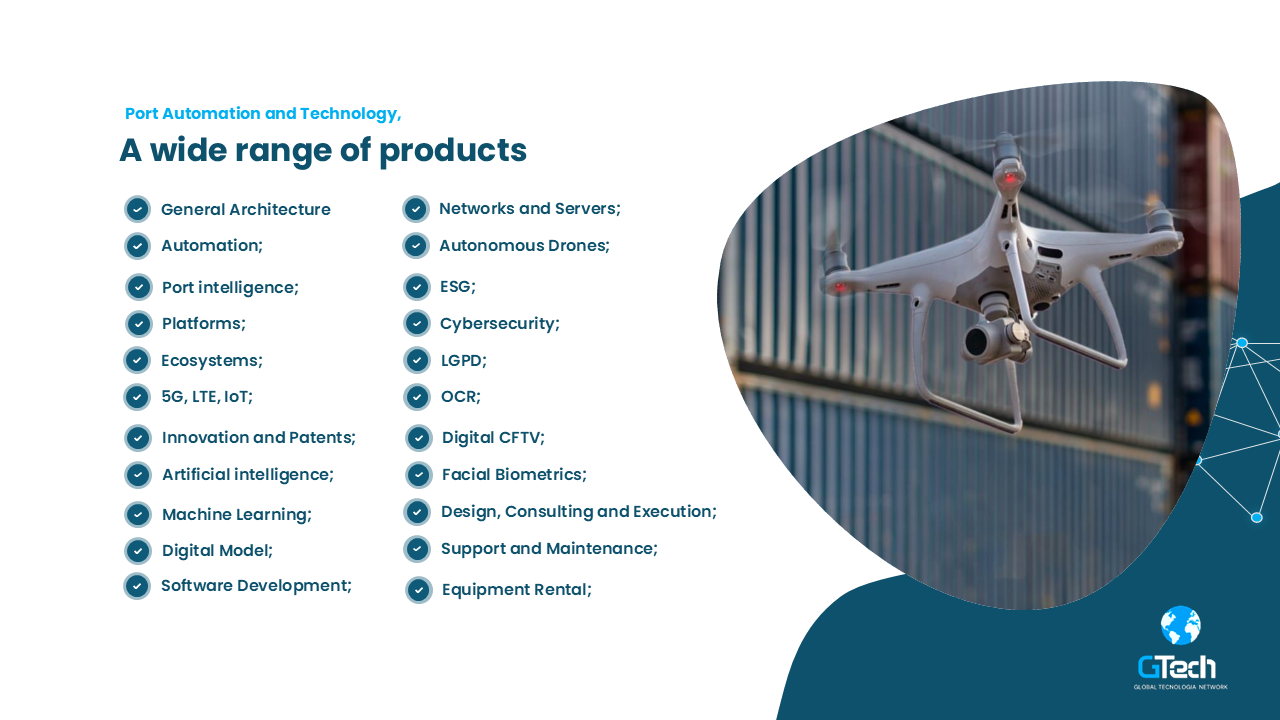 Port Automation and Technology,
A wide range of products
General Architecture
Automation;
Port intelligence;
Platforms;
Ecosystems;
5G, LTE, IoT;
Innovation and Patents;
Artificial intelligence;
Machine Learning;
Digital Model;
Software Development;
Networks and Servers;
Autonomous Drones;
ESG;
Cybersecurity;
LGPD;
OCR;
Digital CFTV;
Facial Biometrics;
Design, Consulting and Execution;
Support and Maintenance;
Equipment Rental;
GTech
GLOBAL TECNOLOGIA NETWORK